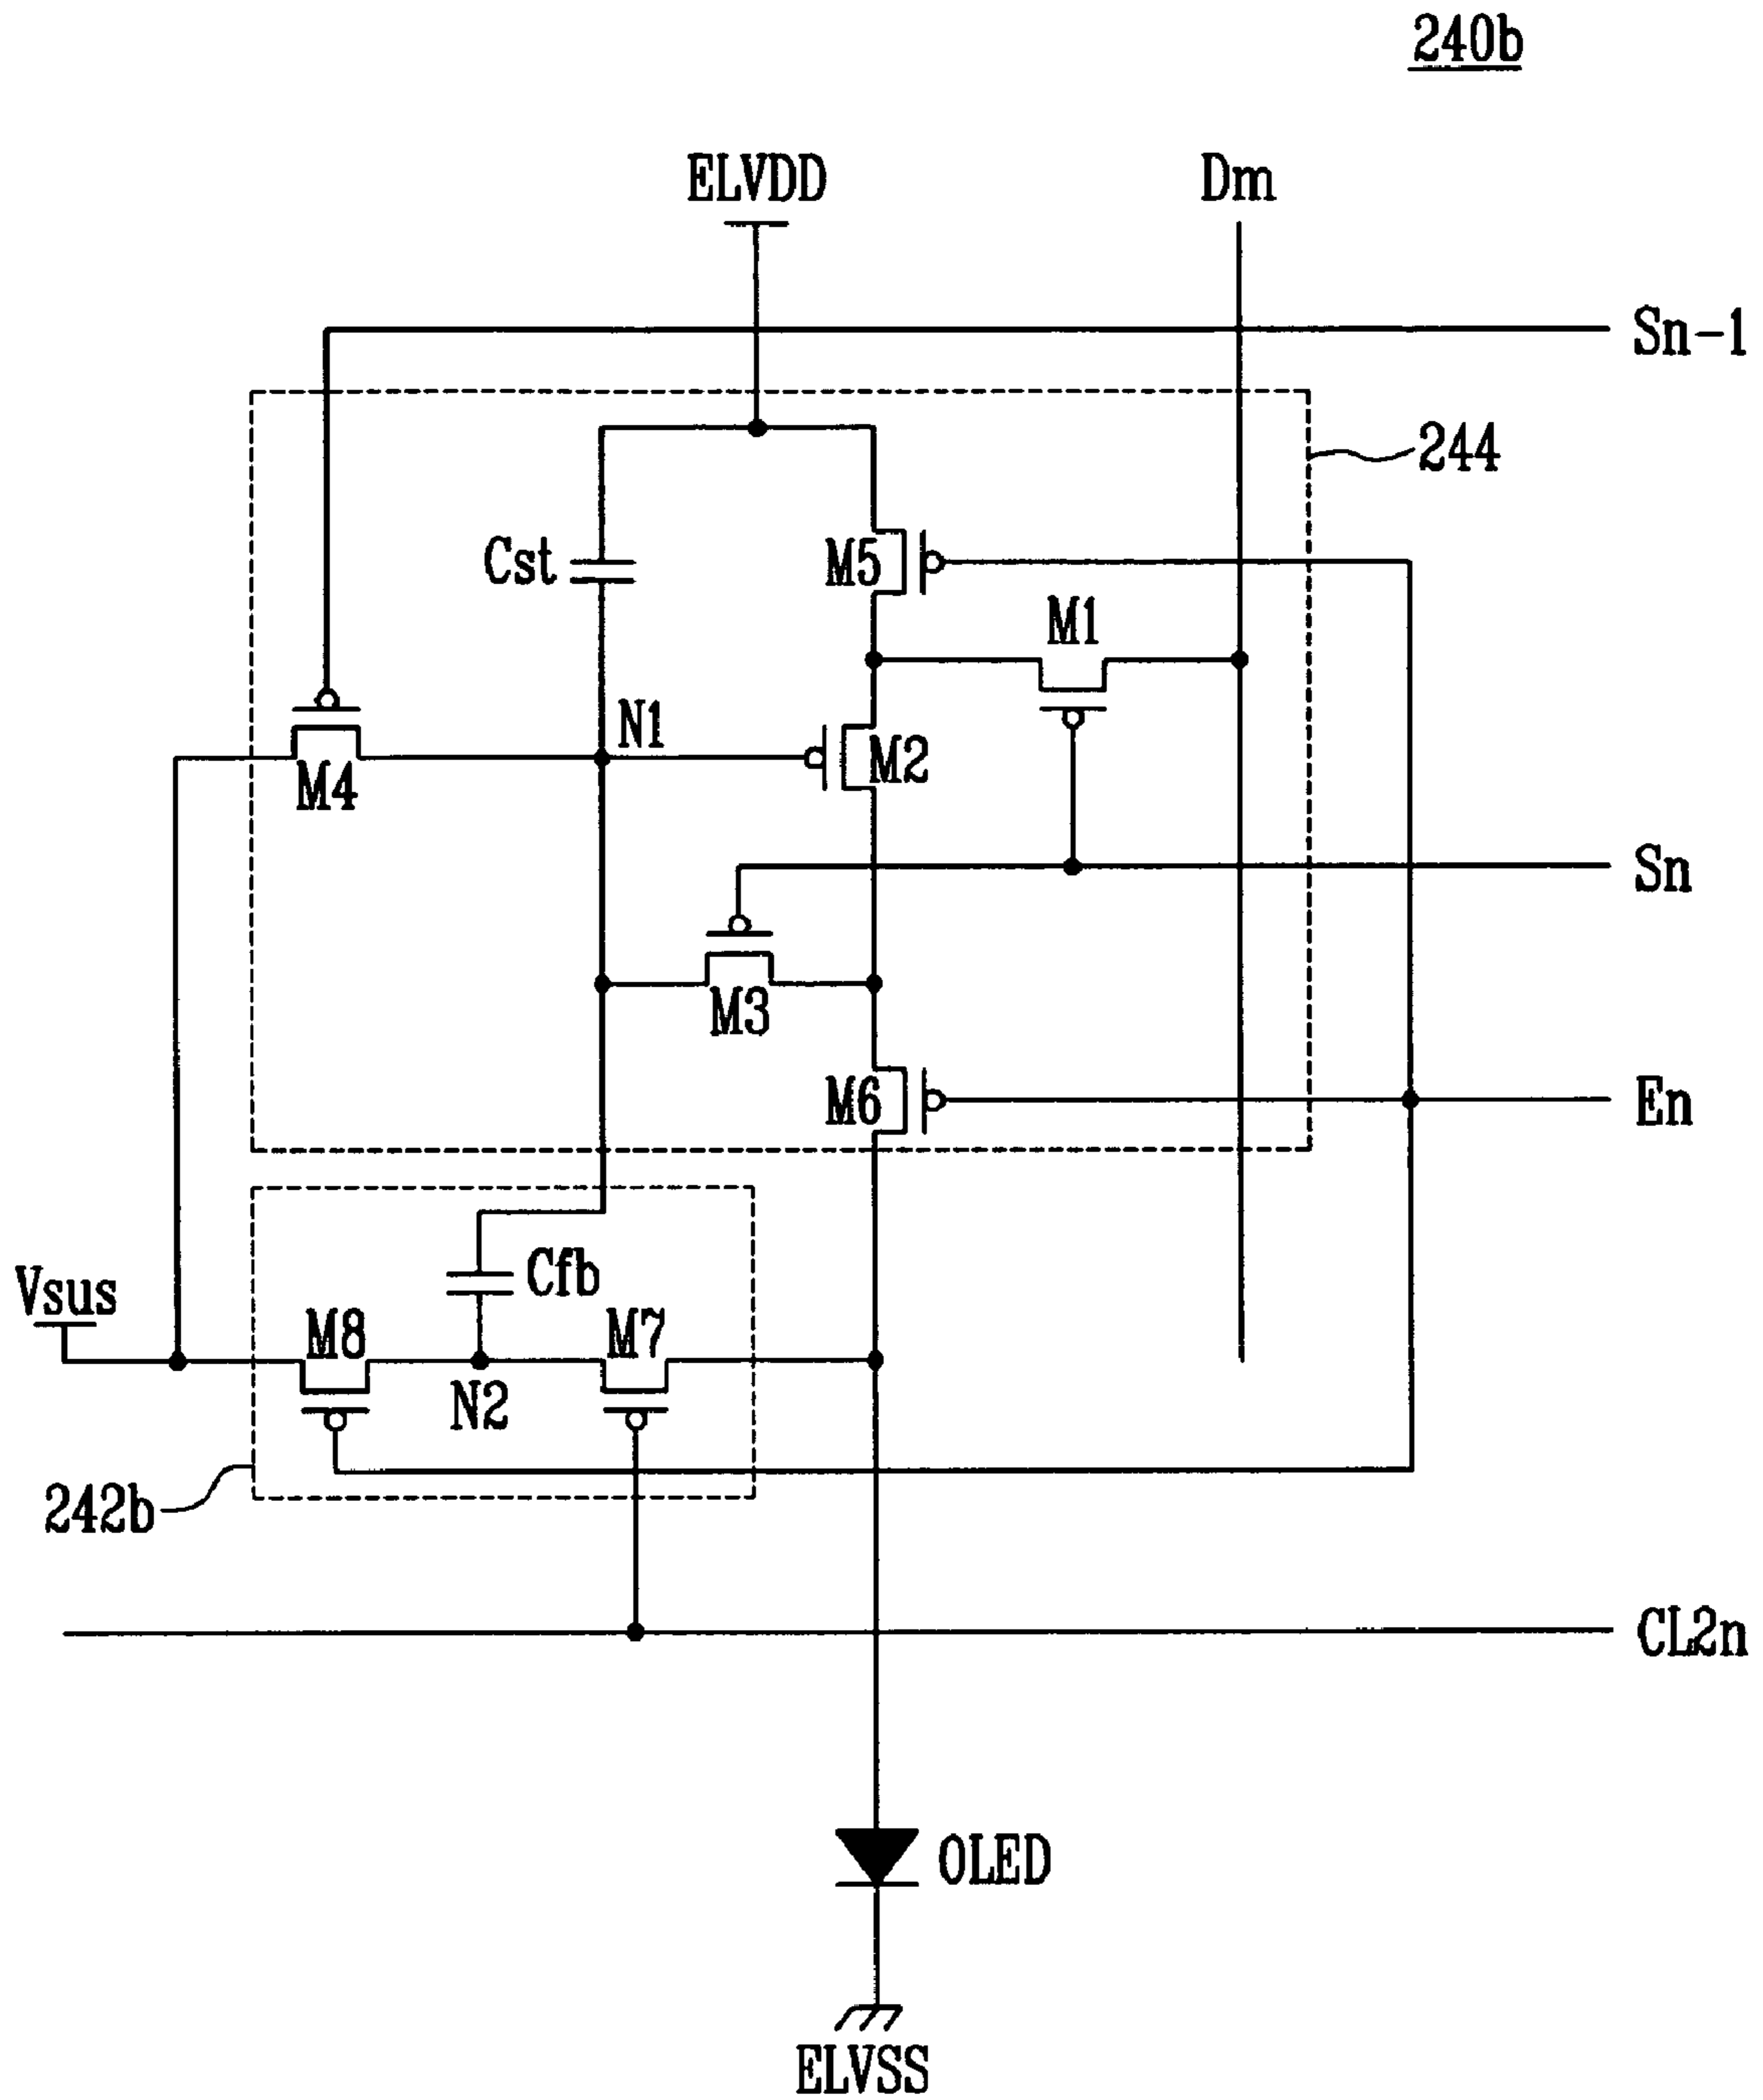 240b
ELVDD
Dm
Sn-1
244
Cst
M5
M1
N1
M2
M4
Sn
M3
M6
En
Vsus
Cfb
M8
M7
N2
242b
CL2n
OLED
ELVSS